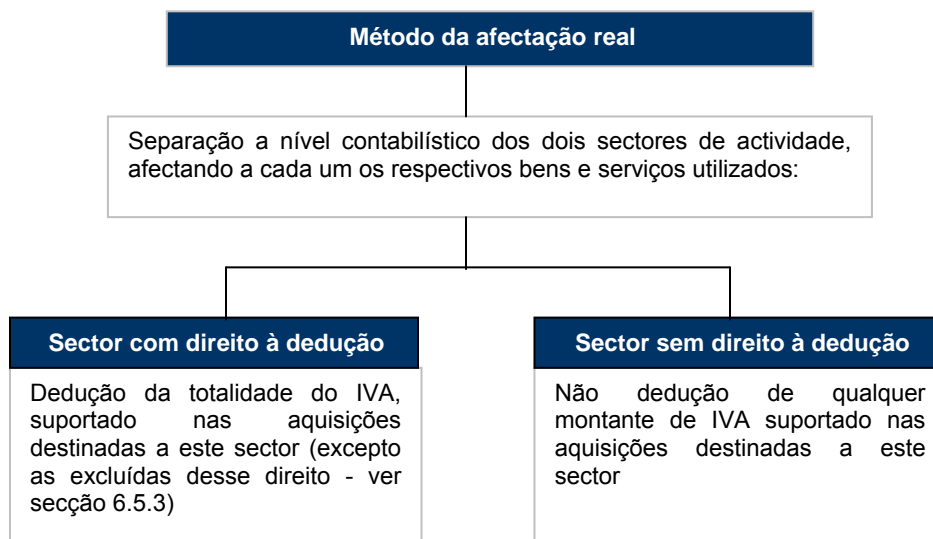 Método da afectação real
Separação a nível contabilístico dos dois sectores de actividade,
afectando a cada um os respectivos bens e serviços utilizados:
Sector com direito à dedução
Dedução da totalidade do IVA,
suportado nas aquisições
destinadas a este sector (excepto
as excluídas desse direito - ver
secção 6.5.3)
Sector sem direito à dedução
Não dedução de qualquer
montante de IVA suportado nas
aquisições destinadas a este
sector